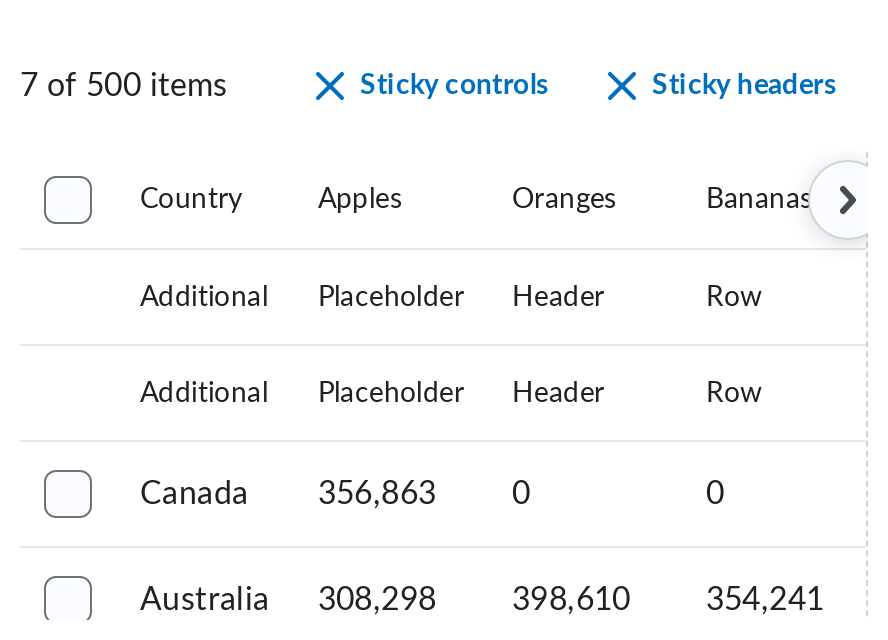 7 of 500 items Sticky controls Sticky headers
Country Apples Oranges Bananas
Additional Placeholder Header Row
Additional Placeholder Header Row
Canada 356,863 0 0
Australia 308,298 398,610 354,241